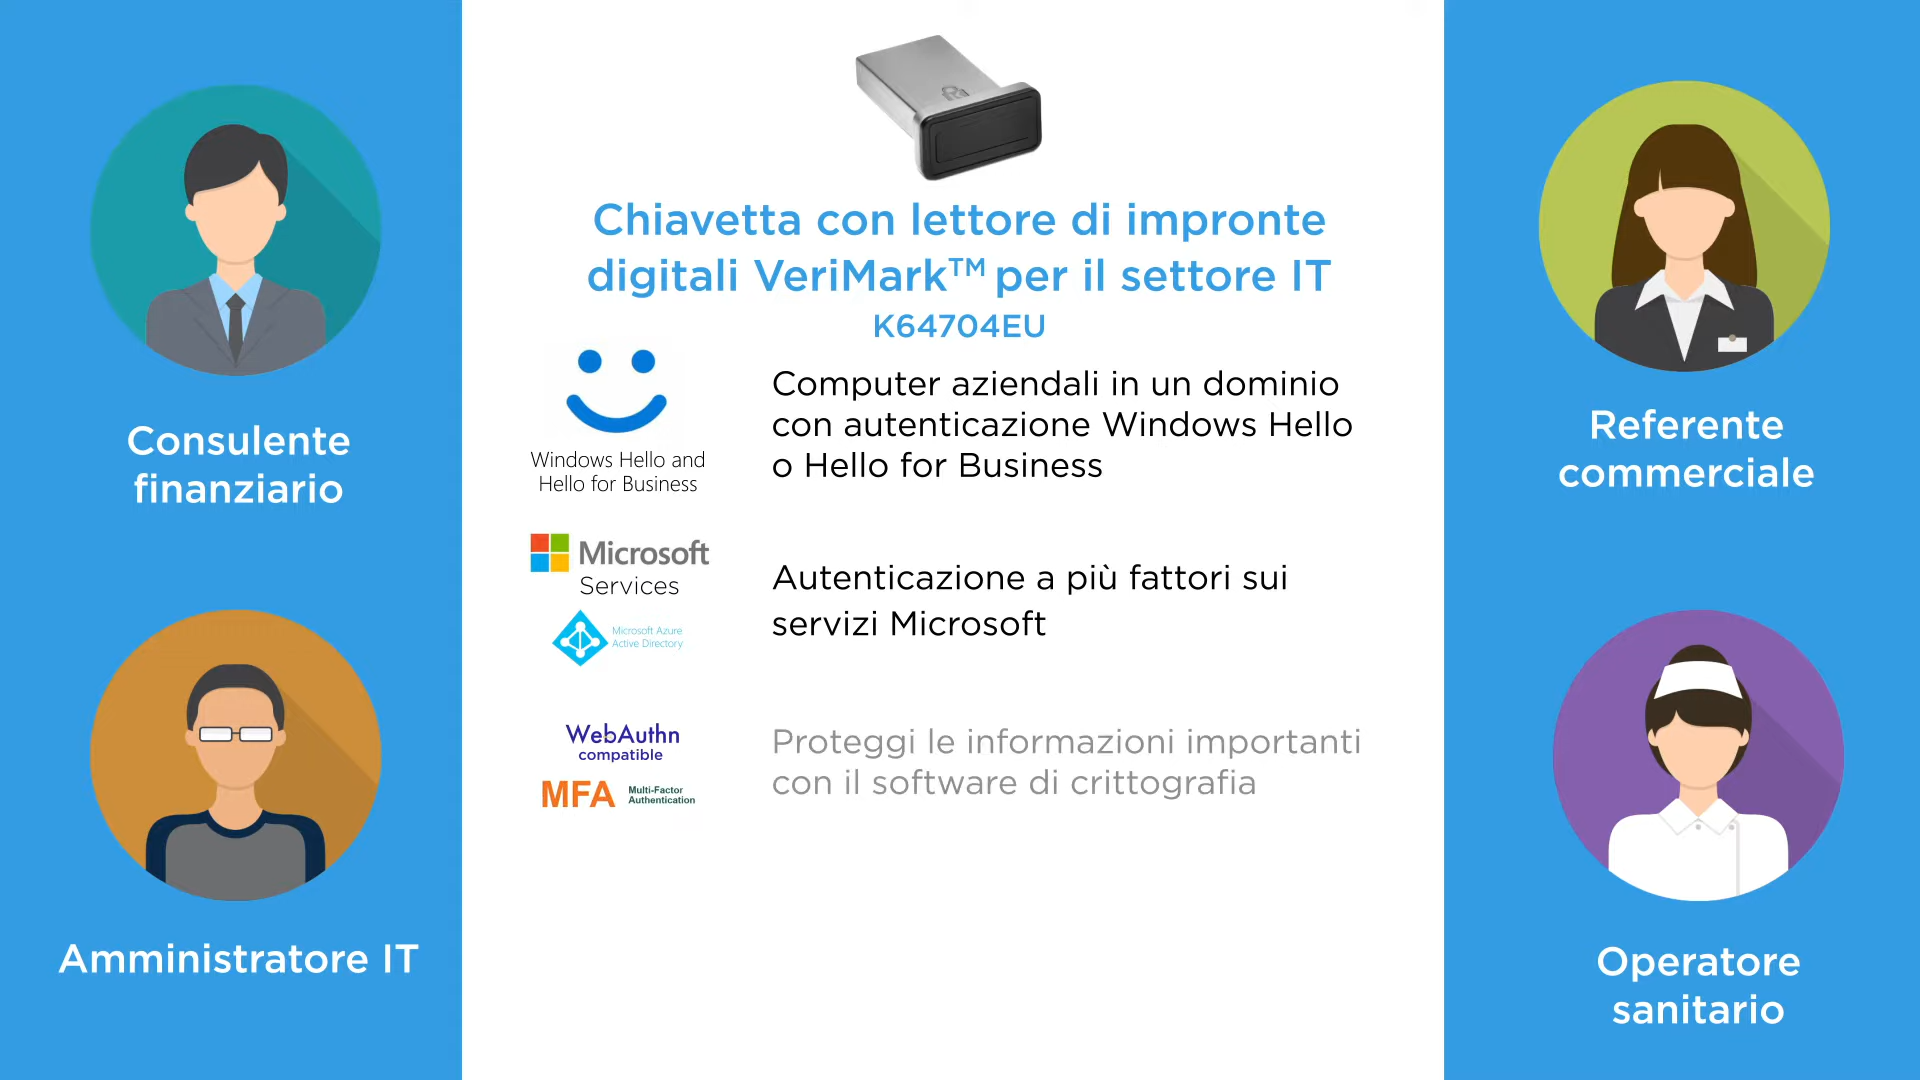 Consulente
finanziario
Amministratore IT
Chiavetta con lettore di impronte
digitali VeriMark™ per il settore IT
K64704EU
Windows Hello and
Hello for Business
Computer aziendali in un dominio
con autenticazione Windows Hello
o Hello for Business
Microsoft
Services
Microsoft Azure
Active Directory
Autenticazione a più fattori sui
servizi Microsoft
WebAuthn
compatible
MFA Multi-Factor
Authentication
Proteggi le informazioni importanti
con il software di crittografia
Referente
commerciale
Operatore
sanitario